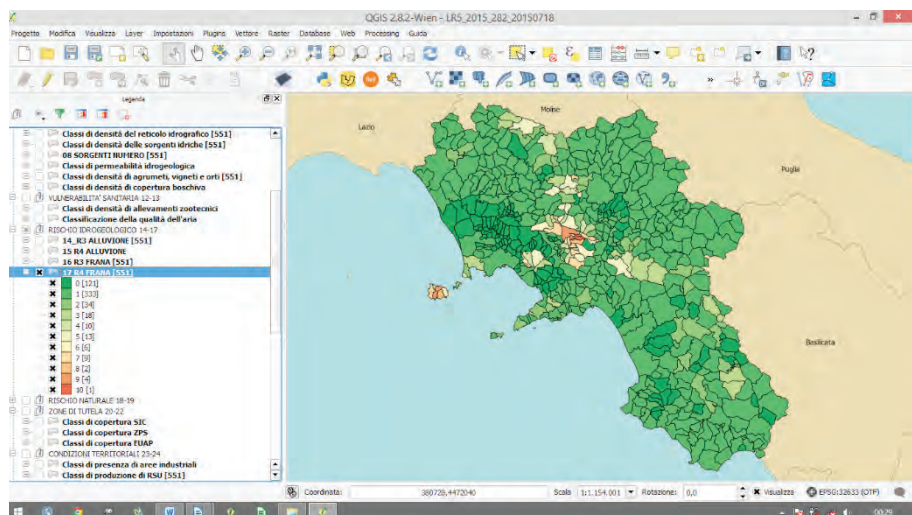 QGIS 2.8.2-Wien - LR5_2015_282_20150718
Progetto Modifica Visualizza Layer Impostazioni Plugins Vettore Raster Database Web Processing Guida
Legenda
Classi di densità del reticolo idrografico [551]
Classi di densità delle sorgenti idriche [551]
08 SORGENTI NUMERO [551]
Classi di permeabilità idrogeologica
Classi di densità di agrumeti, vigneti e orti [551]
Classi di densità di copertura boschiva
VULNERABILITA' SANITARIA 12-13
Classi di densità di allevamenti zootecnici
Classificazione della qualità dell'aria
RISCHIO IDROGEOLOGICO 14-17
14_R3 ALLUVIONE [551]
15 R4 ALLUVIONE
16 R3 FRANA [551]
17 R4 FRANA [551]
0 [121]
1 [333]
2 [34]
3 [18]
4 [10]
5 [13]
6 [6]
7 [9]
8 [2]
9 [4]
10 [1]
RISCHIO NATURALE 18-19
ZONE DI TUTELA 20-22
Classi di copertura SIC
Classi di copertura ZPS
Classi di copertura EUAP
CONDIZIONI TERRITORIALI 23-24
Classi di presenza di aree industriali
Classi di produzione di RSU [551]
Lazio
Molise
Puglia
Basilicata
Coordinata: 380728,4472040 Scala 1:1.154.001 Rotazione: 0,0 Visualizza EPSG:32633 (OTF)
00:29